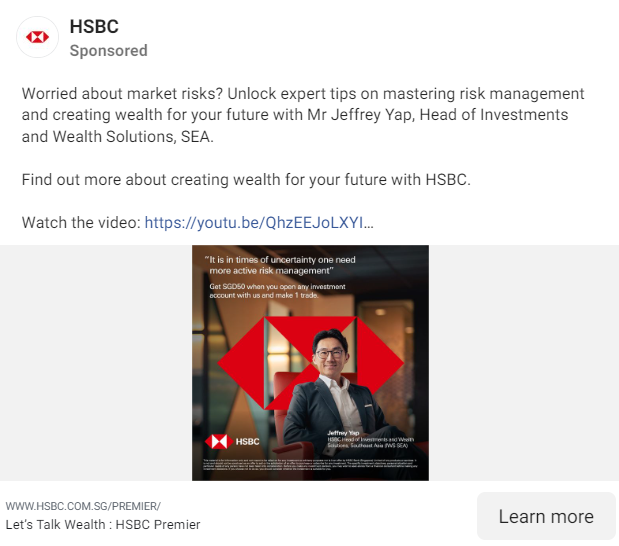 HSBC
Sponsored
Worried about market risks? Unlock expert tips on mastering risk management
and creating wealth for your future with Mr Jeffrey Yap, Head of Investments
and Wealth Solutions, SEA.
Find out more about creating wealth for your future with HSBC.
Watch the video: https://youtu.be/QhzEEJoLXYI...
"It is in times of uncertainty one need
more active risk management"
Get SGD50 when you open any investment
account with us and make 1 trade.
Jeffrey Yap
HSBC Head of Investments and Wealth
Solutions, Southeast Asia (IWS SEA)
HSBC
WWW.HSBC.COM.SG/PREMIER/
Let's Talk Wealth : HSBC Premier
Learn more